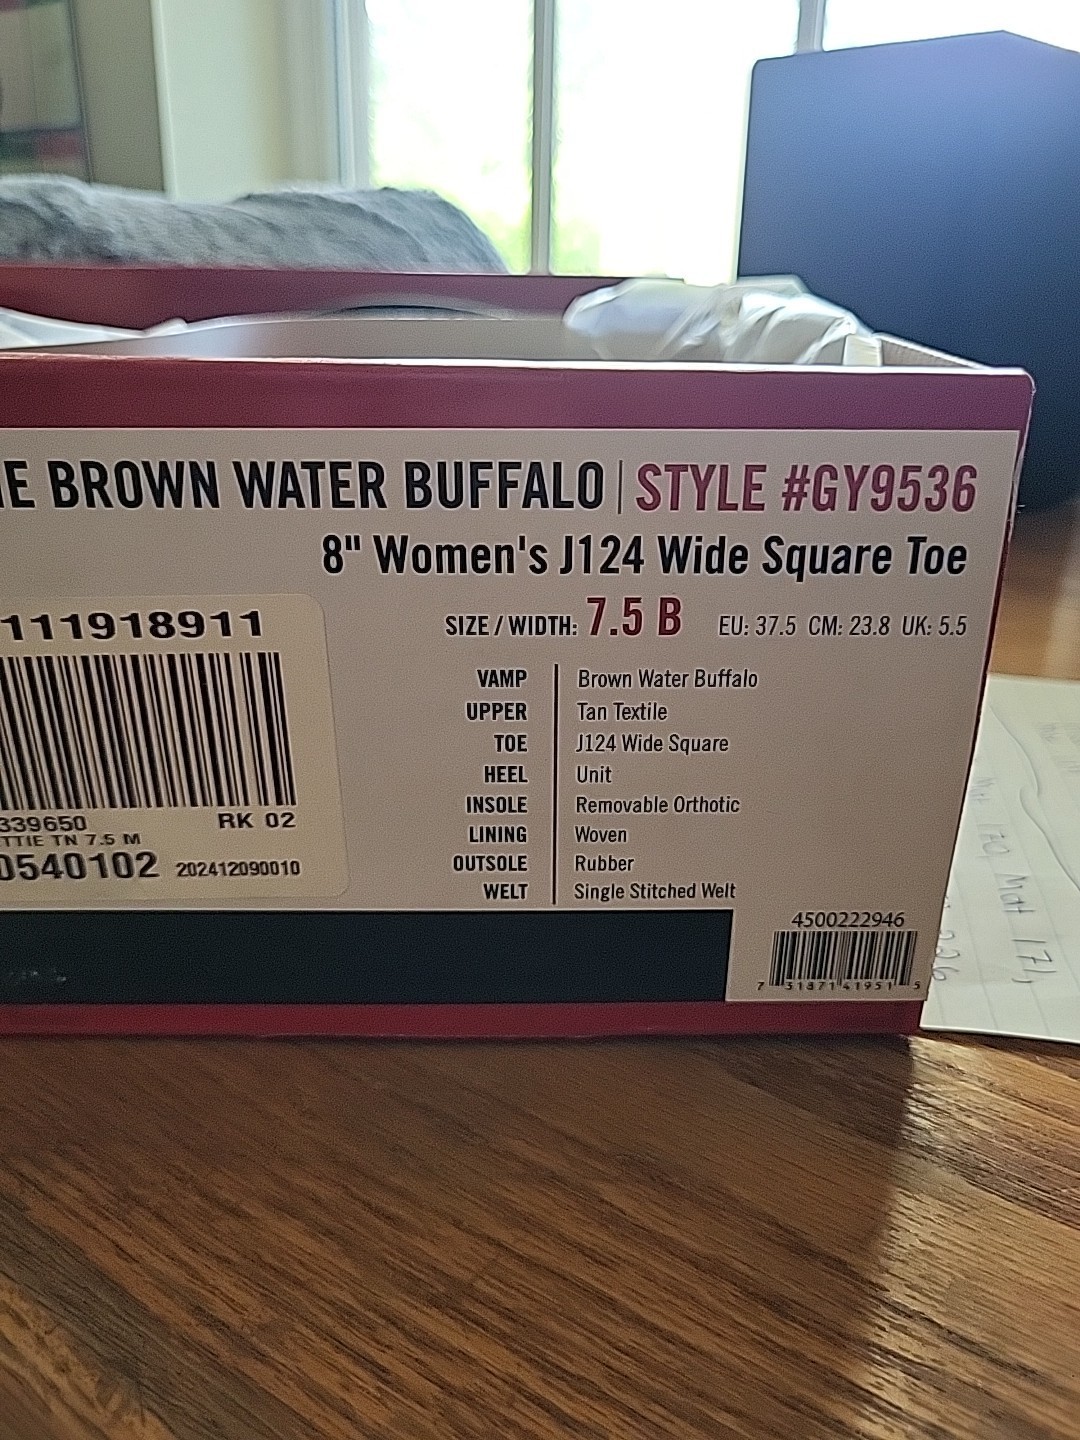 E BROWN WATER BUFFALO | STYLE #GY9536
8" Women's J124 Wide Square Toe
SIZE / WIDTH: 7.5 B EU: 37.5 CM: 23.8 UK: 5.5
VAMP Brown Water Buffalo
UPPER Tan Textile
TOE J124 Wide Square
HEEL Unit
INSOLE Removable Orthotic
LINING Woven
OUTSOLE Rubber
WELT Single Stitched Welt
111918911
339650 RK 02
TTIE TN 7.5 M
0540102 202412090010
4500222946
7 31871 41951 5